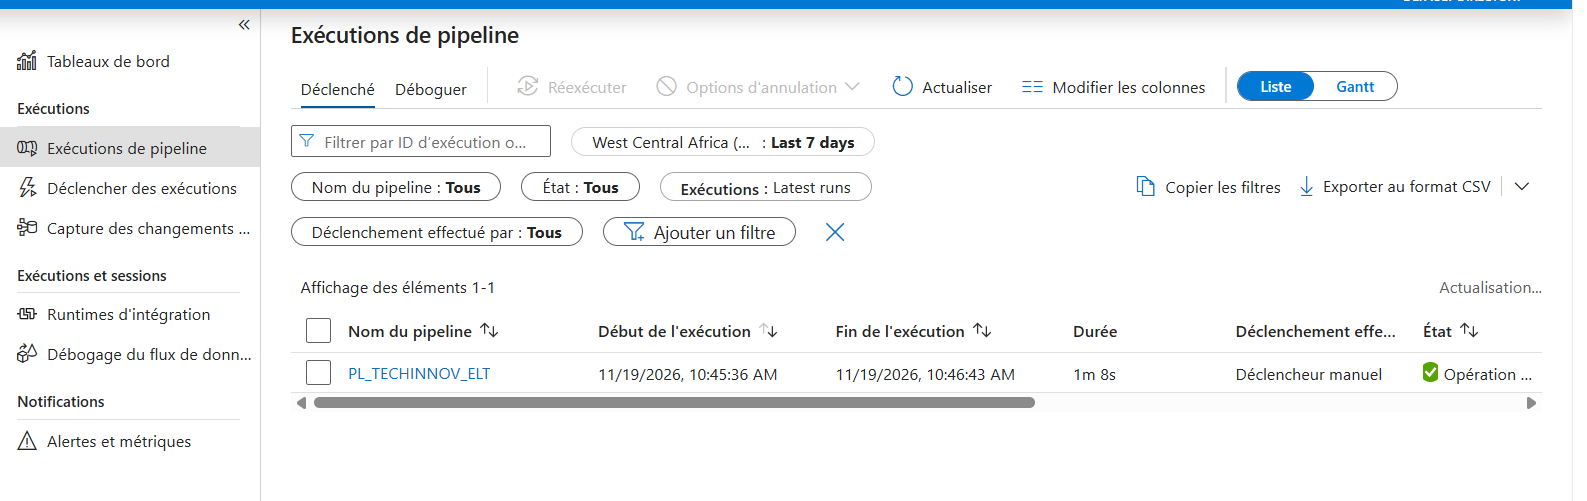 «
Tableaux de bord
Exécutions
Exécutions de pipeline
Déclencher des exécutions
Capture des changements ...
Exécutions et sessions
Runtimes d'intégration
Débogage du flux de donn...
Notifications
Alertes et métriques
Exécutions de pipeline
Déclenché Déboguer Réexécuter Options d'annulation Actualiser Modifier les colonnes Liste Gantt
Filtrer par ID d'exécution o... West Central Africa (... : Last 7 days
Nom du pipeline : Tous État : Tous Exécutions : Latest runs Copier les filtres Exporter au format CSV
Déclenchement effectué par : Tous Ajouter un filtre
Affichage des éléments 1-1 Actualisation...
Nom du pipeline Début de l'exécution Fin de l'exécution Durée Déclenchement effe... État
PL_TECHINNOV_ELT 11/19/2026, 10:45:36 AM 11/19/2026, 10:46:43 AM 1m 8s Déclencheur manuel Opération ...